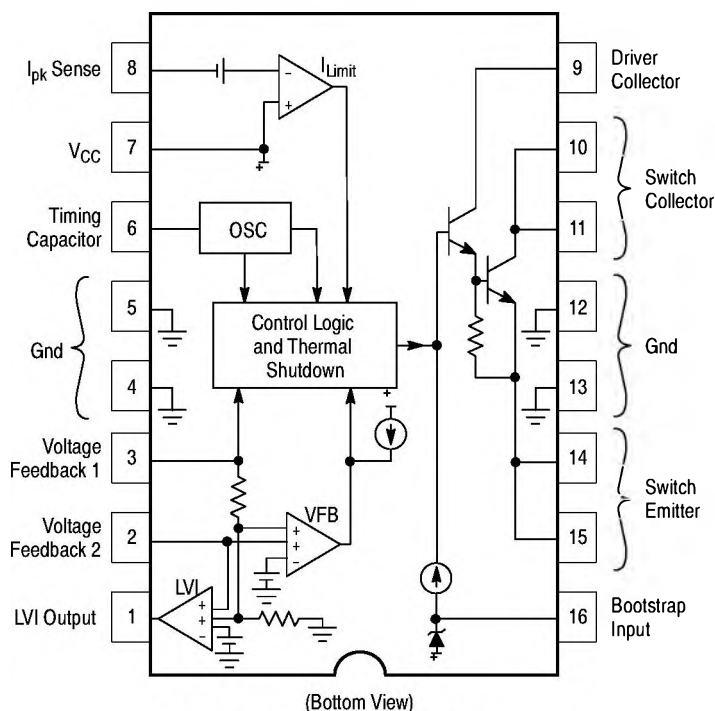 Ipk Sense
8
VCC
7
Timing
Capacitor
6
5
Gnd
4
Voltage
Feedback 1
3
Voltage
Feedback 2
2
LVI Output
1
ILimit
−
+
+
OSC
Control Logic
and Thermal
Shutdown
+
VFB
+
+
−
LVI
+
+
−
+
9
Driver
Collector
10
Switch
Collector
11
12
Gnd
13
14
Switch
Emitter
15
16
Bootstrap
Input
(Bottom View)